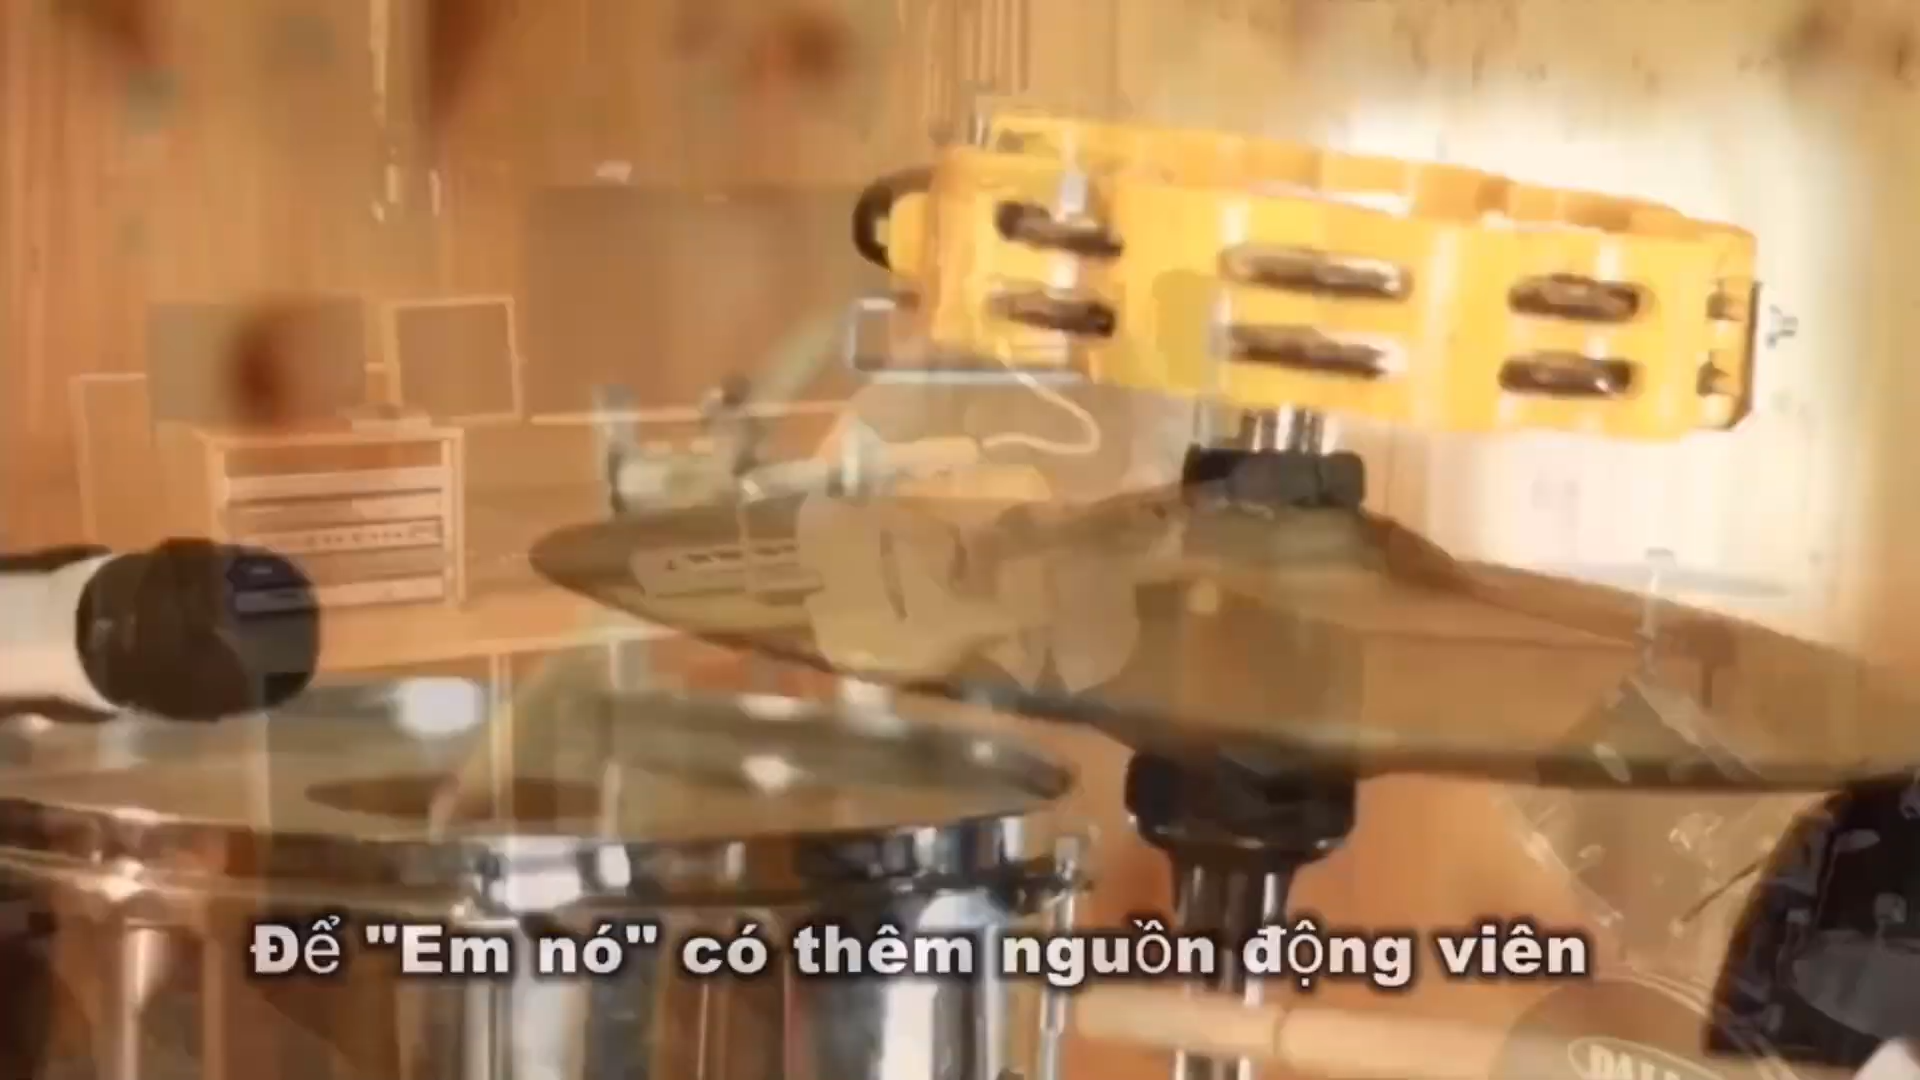 Để "Em nó" có thêm nguồn động viên